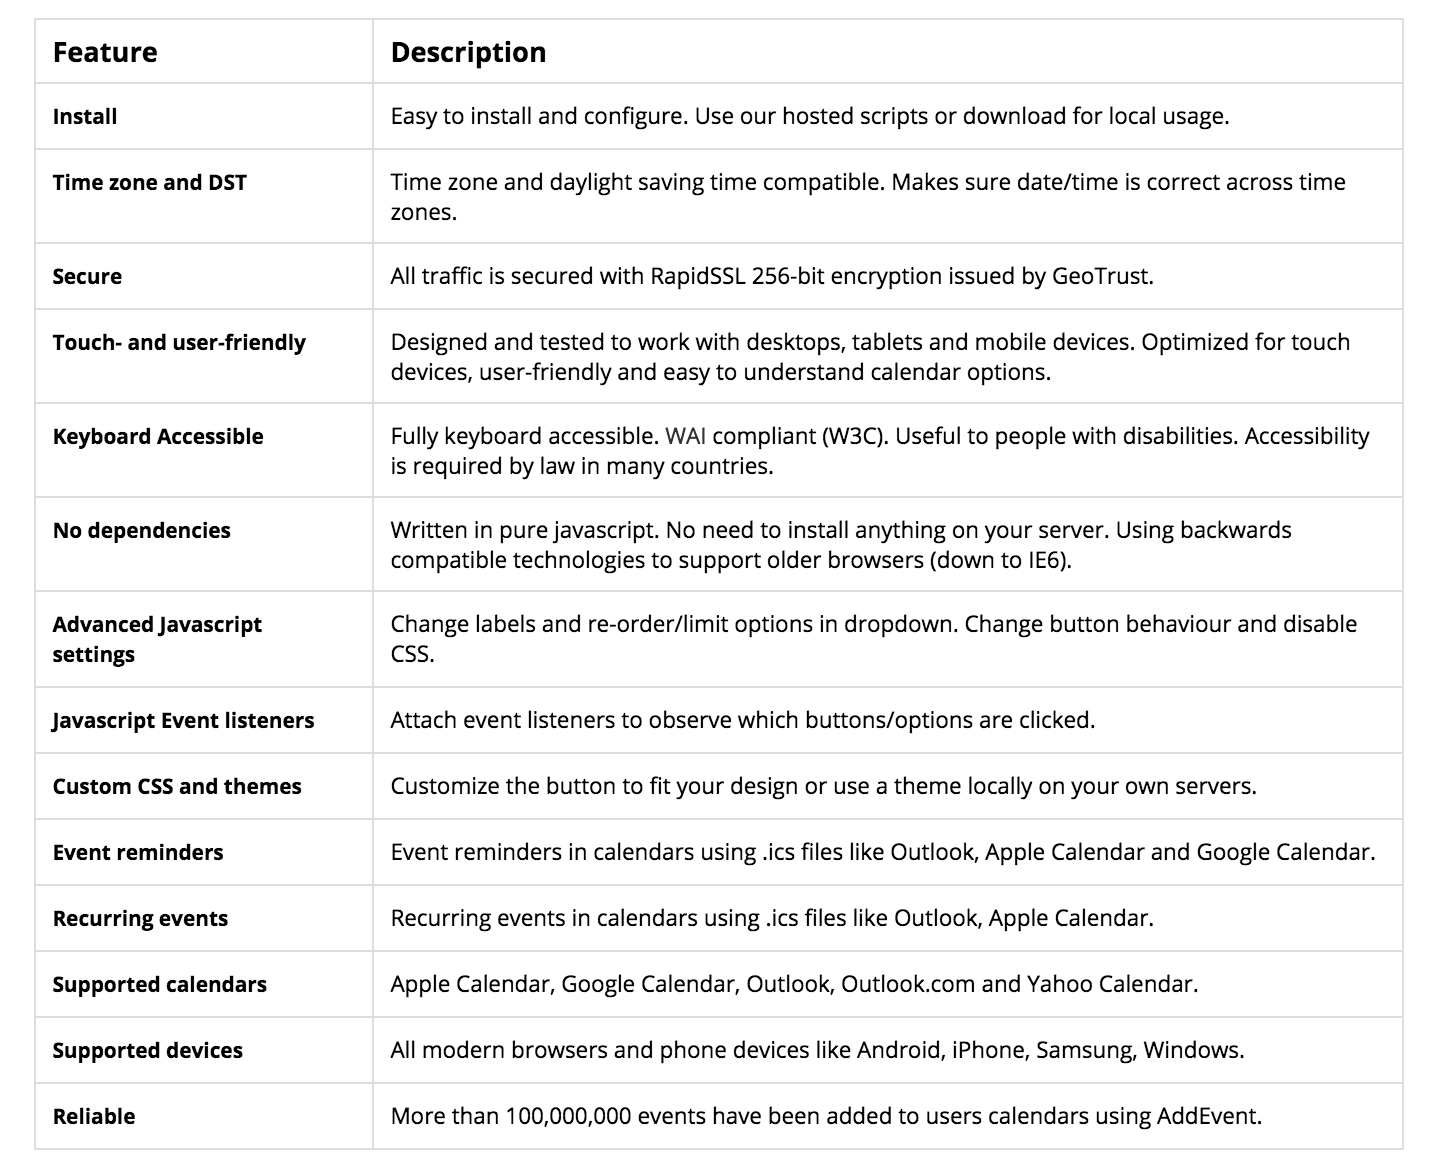 Feature Description
Install Easy to install and configure. Use our hosted scripts or download for local usage.
Time zone and DST Time zone and daylight saving time compatible. Makes sure date/time is correct across time
zones.
Secure All traffic is secured with RapidSSL 256-bit encryption issued by GeoTrust.
Touch- and user-friendly Designed and tested to work with desktops, tablets and mobile devices. Optimized for touch
devices, user-friendly and easy to understand calendar options.
Keyboard Accessible Fully keyboard accessible. WAI compliant (W3C). Useful to people with disabilities. Accessibility
is required by law in many countries.
No dependencies Written in pure javascript. No need to install anything on your server. Using backwards
compatible technologies to support older browsers (down to IE6).
Advanced Javascript Change labels and re-order/limit options in dropdown. Change button behaviour and disable
settings CSS.
Javascript Event listeners Attach event listeners to observe which buttons/options are clicked.
Custom CSS and themes Customize the button to fit your design or use a theme locally on your own servers.
Event reminders Event reminders in calendars using .ics files like Outlook, Apple Calendar and Google Calendar.
Recurring events Recurring events in calendars using .ics files like Outlook, Apple Calendar.
Supported calendars Apple Calendar, Google Calendar, Outlook, Outlook.com and Yahoo Calendar.
Supported devices All modern browsers and phone devices like Android, iPhone, Samsung, Windows.
Reliable More than 100,000,000 events have been added to users calendars using AddEvent.